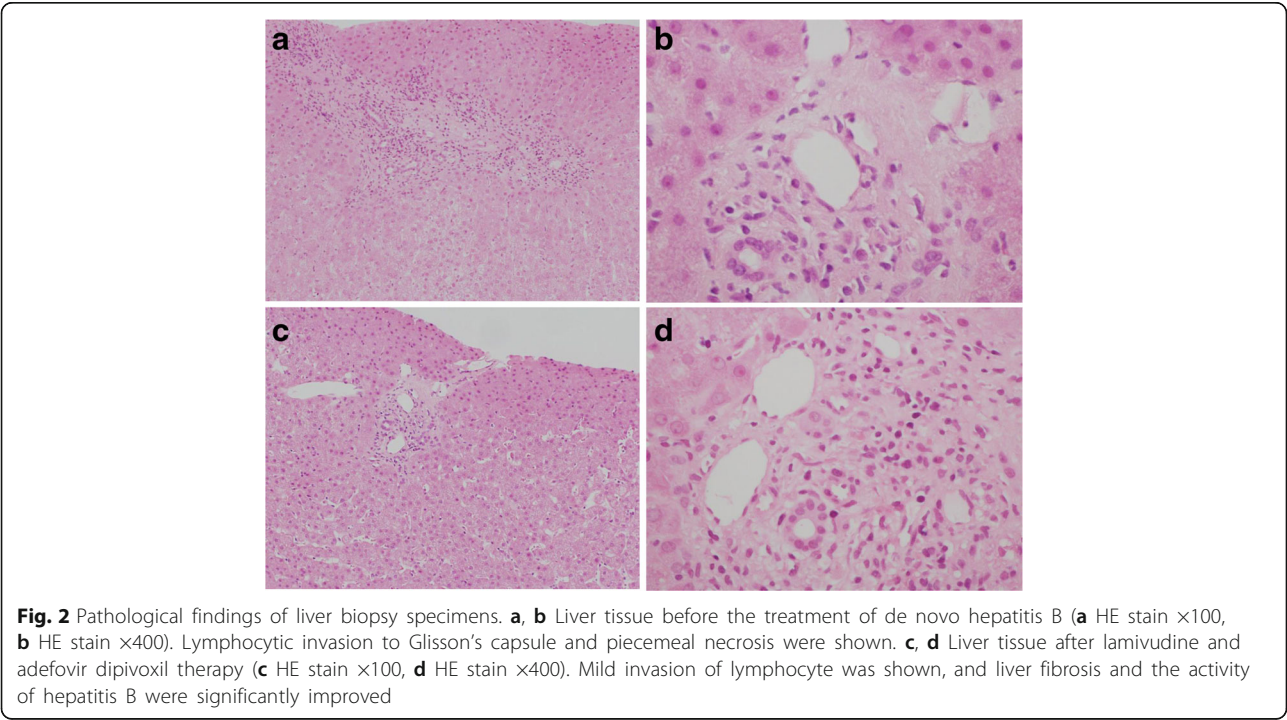 a
b
c
d
Fig. 2 Pathological findings of liver biopsy specimens. a, b Liver tissue before the treatment of de novo hepatitis B (a HE stain ×100,
b HE stain ×400). Lymphocytic invasion to Glisson's capsule and piecemeal necrosis were shown. c, d Liver tissue after lamivudine and
adefovir dipivoxil therapy (c HE stain ×100, d HE stain ×400). Mild invasion of lymphocyte was shown, and liver fibrosis and the activity
of hepatitis B were significantly improved